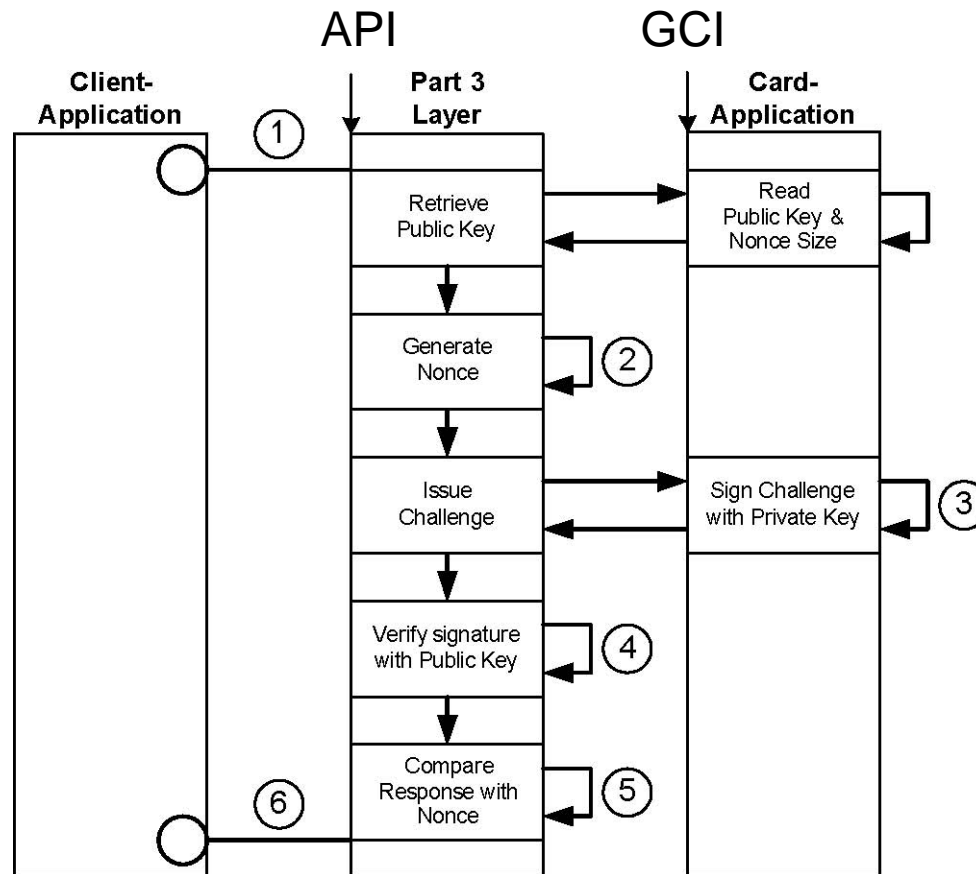 API
GCI
Client-
Application
Part 3
Layer
Card-
Application
1
Retrieve
Public Key
Read
Public Key &
Nonce Size
Generate
Nonce
2
Issue
Challenge
Sign Challenge
with Private Key
3
Verify signature
with Public Key
4
Compare
Response with
Nonce
5
6